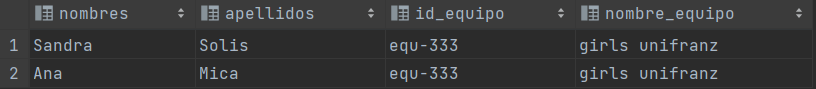 nombres apellidos id_equipo nombre_equipo
1 Sandra Solis equ-333 girls unifranz
2 Ana Mica equ-333 girls unifranz